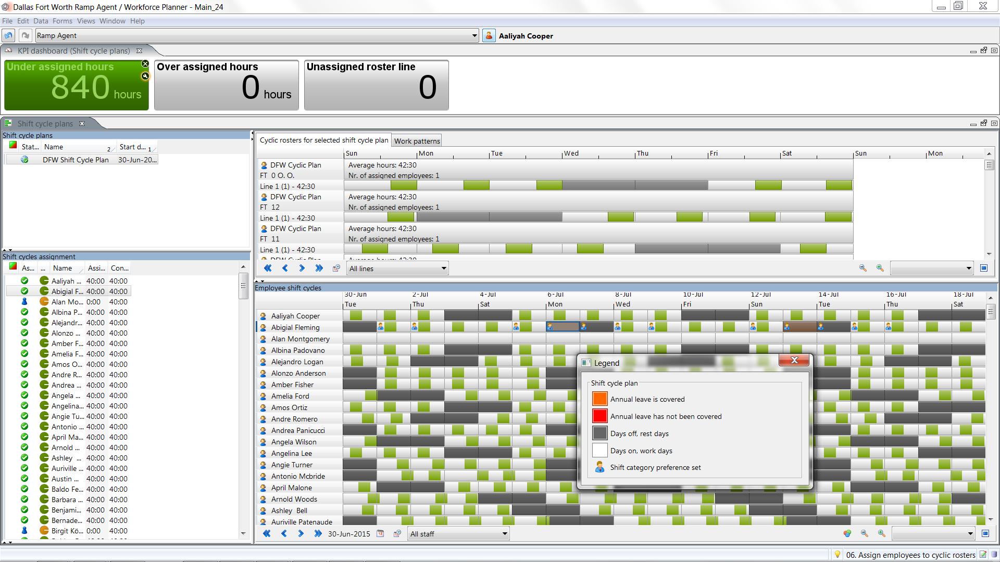 Dallas Fort Worth Ramp Agent / Workforce Planner - Main_24
File Edit Data Forms Views Window Help
Ramp Agent
Aaliyah Cooper
KPI dashboard (Shift cycle plans)
Under assigned hours
840 hours
Over assigned hours
0 hours
Unassigned roster line
0
Shift cycle plans
Shift cycle plans
Stat... Name 2 Start d... 1
DFW Shift Cycle Plan 30-Jun-20...
Cyclic rosters for selected shift cycle plan
Work patterns
Sun Mon Tue Wed Thu Fri Sat Sun Mon
DFW Cyclic Plan
FT 0 O. O.
Average hours: 42:30
Nr. of assigned employees: 1
Line 1 (1) - 42:30
DFW Cyclic Plan
FT 12
Average hours: 42:30
Nr. of assigned employees: 1
Line 1 (1) - 42:30
DFW Cyclic Plan
FT 11
Average hours: 42:30
Nr. of assigned employees: 1
Line 1 (1) - 42:30
DFW Cyclic Plan
Average hours: 42:30
All lines
Shift cycles assignment
As... ... Name Assi... Con...
Aaliyah ... 40:00 40:00
Abigial F... 40:00 40:00
Alan Mo... 0:00 40:00
Albina P... 40:00 40:00
Alejandr... 40:00 40:00
Alonzo ... 40:00 40:00
Amber F... 40:00 40:00
Amelia F... 40:00 40:00
Amos O... 40:00 40:00
Andre R... 40:00 40:00
Andrea ... 40:00 40:00
Angela ... 40:00 40:00
Angelina... 40:00 40:00
Angie Tu... 40:00 40:00
Antonio ... 40:00 40:00
April Ma... 40:00 40:00
Arnold ... 40:00 40:00
Ashley ... 40:00 40:00
Auriville ... 40:00 40:00
Austin ... 40:00 40:00
Baldo Fe... 40:00 40:00
Barbara ... 40:00 40:00
Benjami... 40:00 40:00
Bernade... 40:00 40:00
Birgit Kö... 0:00 40:00
Employee shift cycles
30-Jun 2-Jul 4-Jul 6-Jul 8-Jul 10-Jul 12-Jul 14-Jul 16-Jul 18-Jul
Tue Thu Sat Mon Wed Fri Sun Tue Thu Sat
Aaliyah Cooper
Abigial Fleming
Alan Montgomery
Albina Padovano
Alejandro Logan
Alonzo Anderson
Amber Fisher
Amelia Ford
Amos Ortiz
Andre Romero
Andrea Panicucci
Angela Wilson
Angelina Lee
Angie Turner
Antonio Mcbride
April Malone
Arnold Woods
Ashley Bell
Auriville Patenaude
Legend
Shift cycle plan
Annual leave is covered
Annual leave has not been covered
Days off, rest days
Days on, work days
Shift category preference set
30-Jun-2015
All staff
06. Assign employees to cyclic rosters